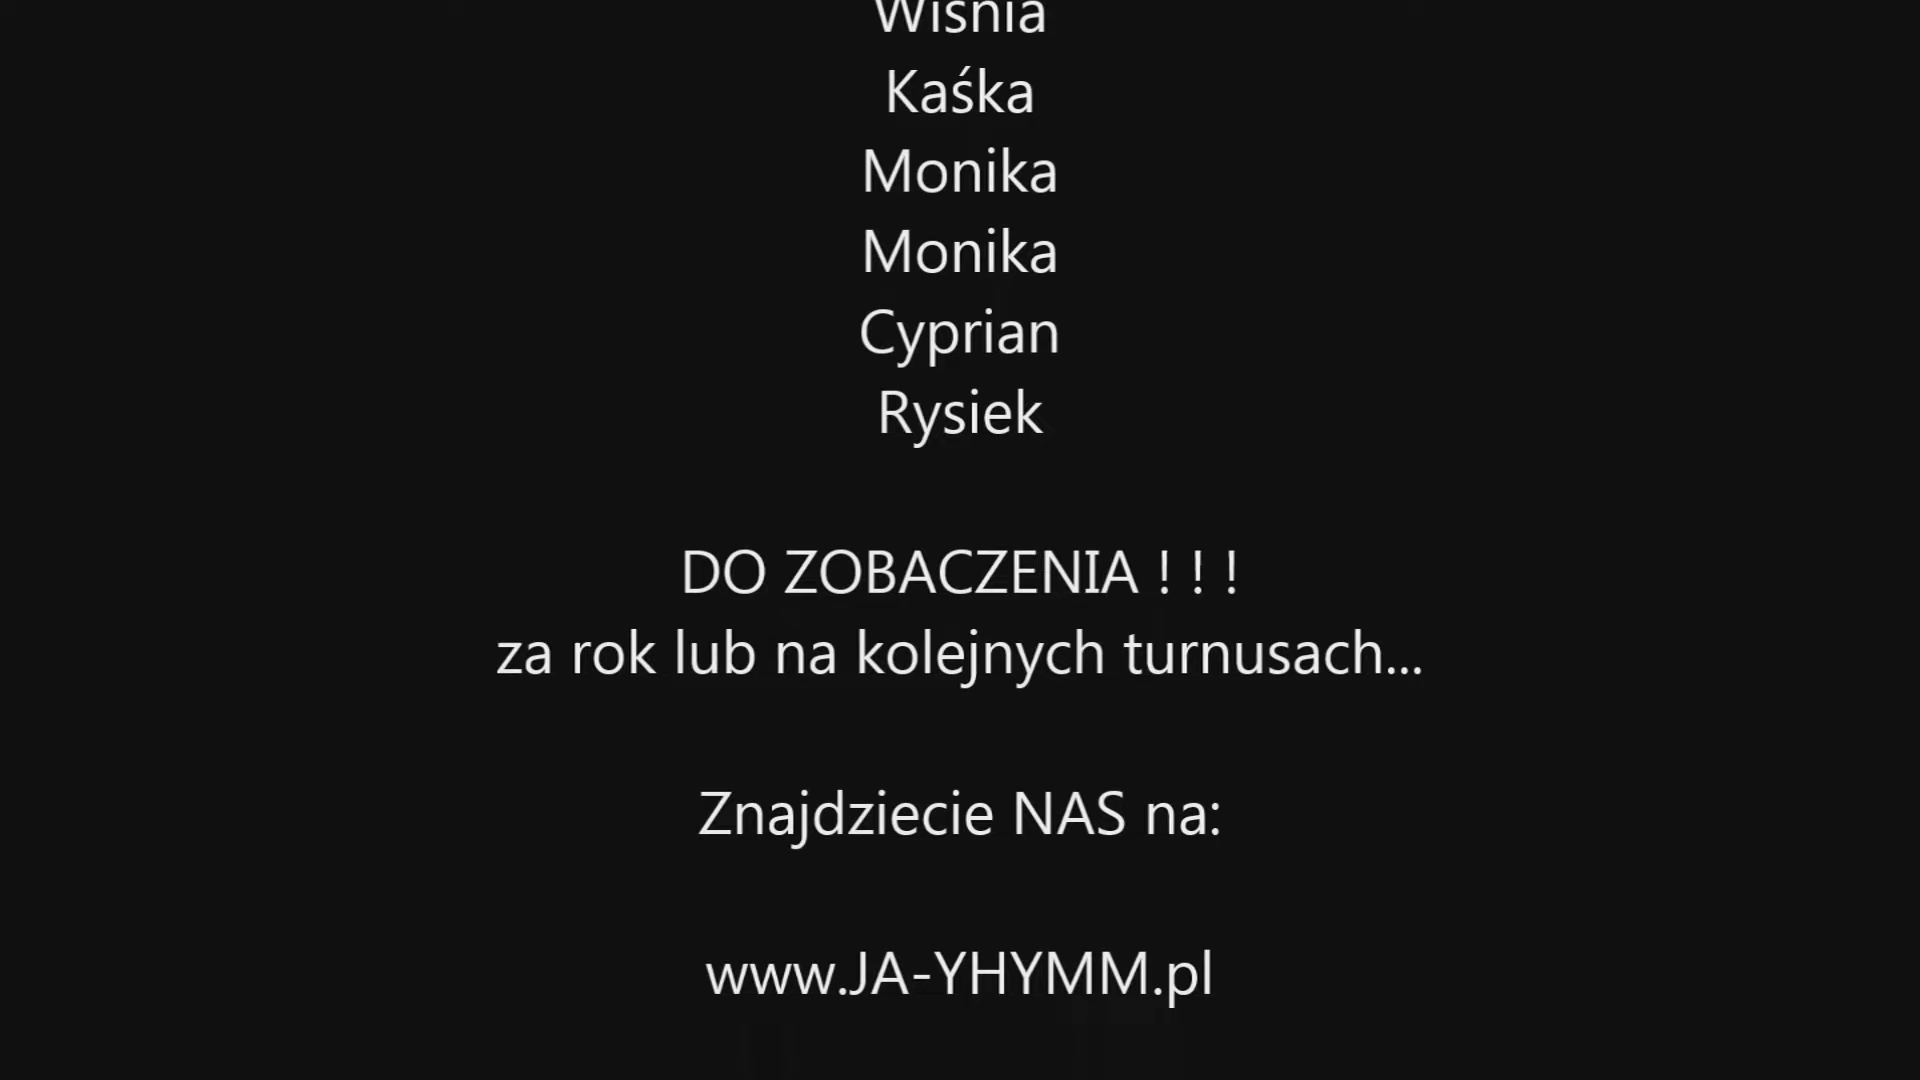 Wiśnia
Kaśka
Monika
Monika
Cyprian
Rysiek
DO ZOBACZENIA ! ! !
za rok lub na kolejnych turnusach...
Znajdziecie NAS na:
www.JA-YHYMM.pl